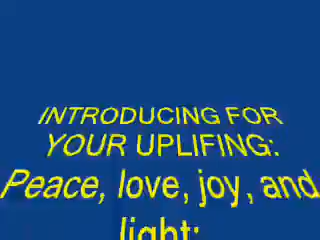 INTRODUCING FOR
YOUR UPLIFING:.
Peace, love, joy, and
light: